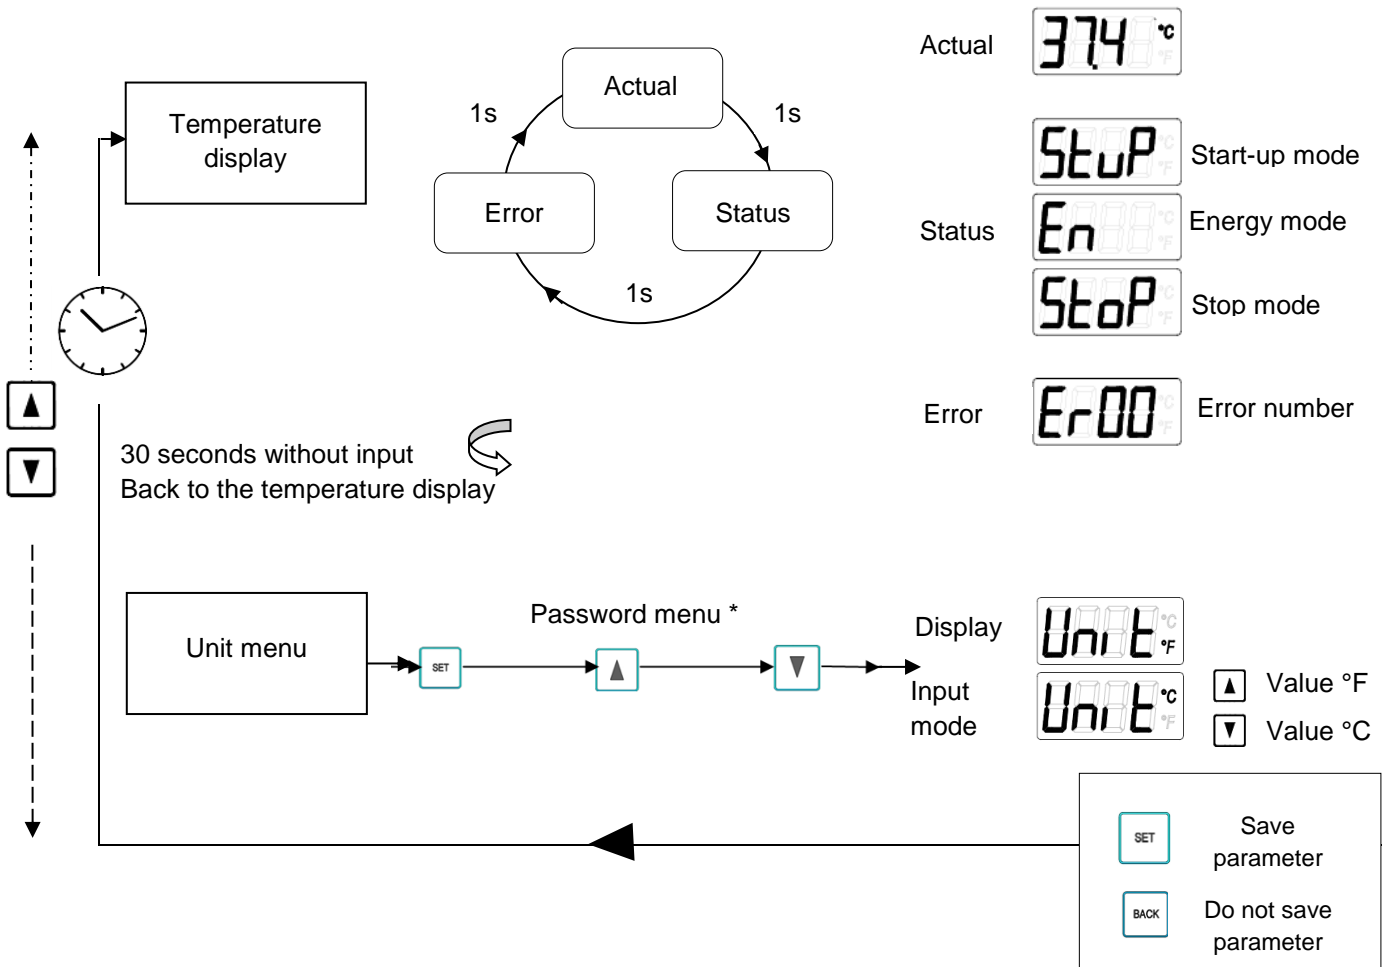 Actual
37.4 °C
°F
Temperature
display
Actual
1s
1s
Error
Status
1s
Status
StuP °C
°F
Start-up mode
En °C
°F
Energy mode
StoP °C
°F
Stop mode
Error
Er00 °C
°F
Error number
30 seconds without input
Back to the temperature display
Unit menu
SET
Password menu *
Display
Unit °C
°F
Input
mode
Unit °C
°F
Value °F
Value °C
SET
Save
parameter
BACK
Do not save
parameter